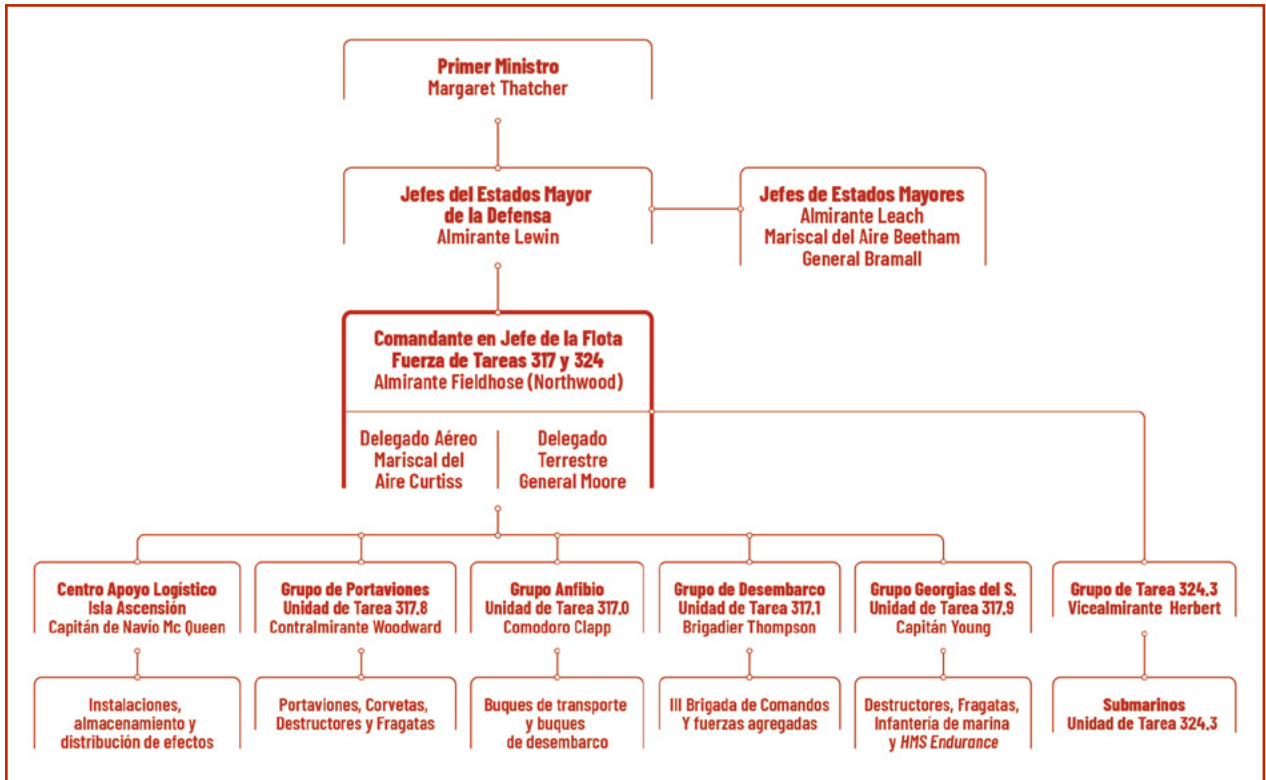 Primer Ministro
Margaret Thatcher
Jefes del Estados Mayor
de la Defensa
Almirante Lewin
Jefes de Estados Mayores
Almirante Leach
Mariscal del Aire Beetham
General Bramall
Comandante en Jefe de la Flota
Fuerza de Tareas 317 y 324
Almirante Fieldhose (Northwood)
Delegado Aéreo
Mariscal del
Aire Curtiss
Delegado
Terrestre
General Moore
Centro Apoyo Logístico
Isla Ascensión
Capitán de Navío Mc Queen
Grupo de Portaviones
Unidad de Tarea 317.8
Contralmirante Woodward
Grupo Anfibio
Unidad de Tarea 317.0
Comodoro Clapp
Grupo de Desembarco
Unidad de Tarea 317.1
Brigadier Thompson
Grupo Georgias del S.
Unidad de Tarea 317.9
Capitán Young
Grupo de Tarea 324.3
Vicealmirante Herbert
Instalaciones,
almacenamiento y
distribución de efectos
Portaviones, Corvetas,
Destructores y Fragatas
Buques de transporte
y buques
de desembarco
III Brigada de Comandos
Y fuerzas agregadas
Destructores, Fragatas,
Infantería de marina
y HMS Endurance
Submarinos
Unidad de Tarea 324.3